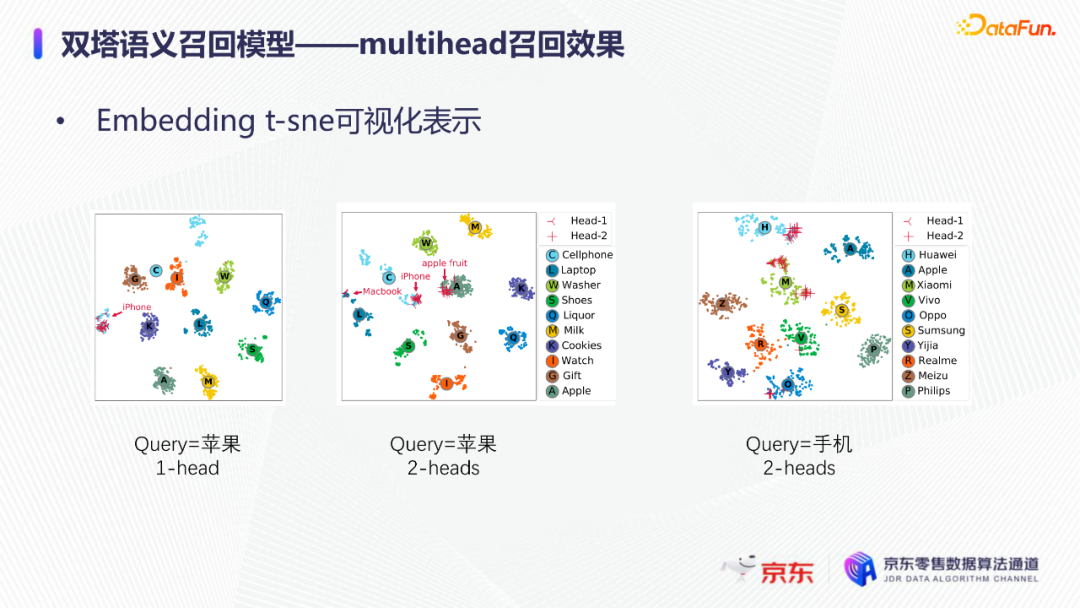 双塔语义召回模型——multihead召回效果
DataFun.
• Embedding t-sne可视化表示
C
G
I
W
iPhone
K
L
Q
S
A
M
Query=苹果
1-head
M
W
apple fruit
C
iPhone
A
K
Macbook
L
S
G
Q
I
Head-1
Head-2
C Cellphone
L Laptop
W Washer
S Shoes
Q Liquor
M Milk
K Cookies
I Watch
G Gift
A Apple
Query=苹果
2-heads
H
A
M
Z
S
R
V
P
Y
O
Head-1
Head-2
H Huawei
A Apple
M Xiaomi
V Vivo
O Oppo
S Sumsung
Y Yijia
R Realme
Z Meizu
P Philips
Query=手机
2-heads
京东
京东零售数据算法通道
JDR DATA ALGORITHM CHANNEL